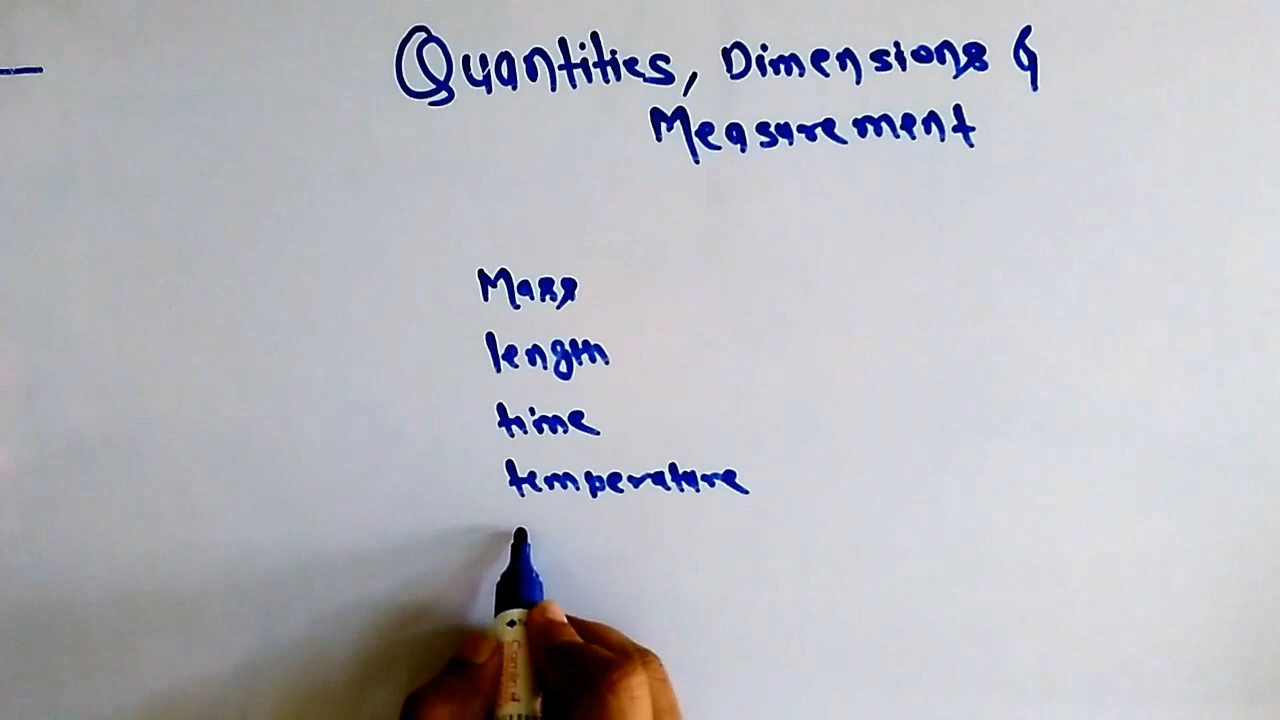 Quantities, Dimensions &
Measurement
Mass
length
time
temperature